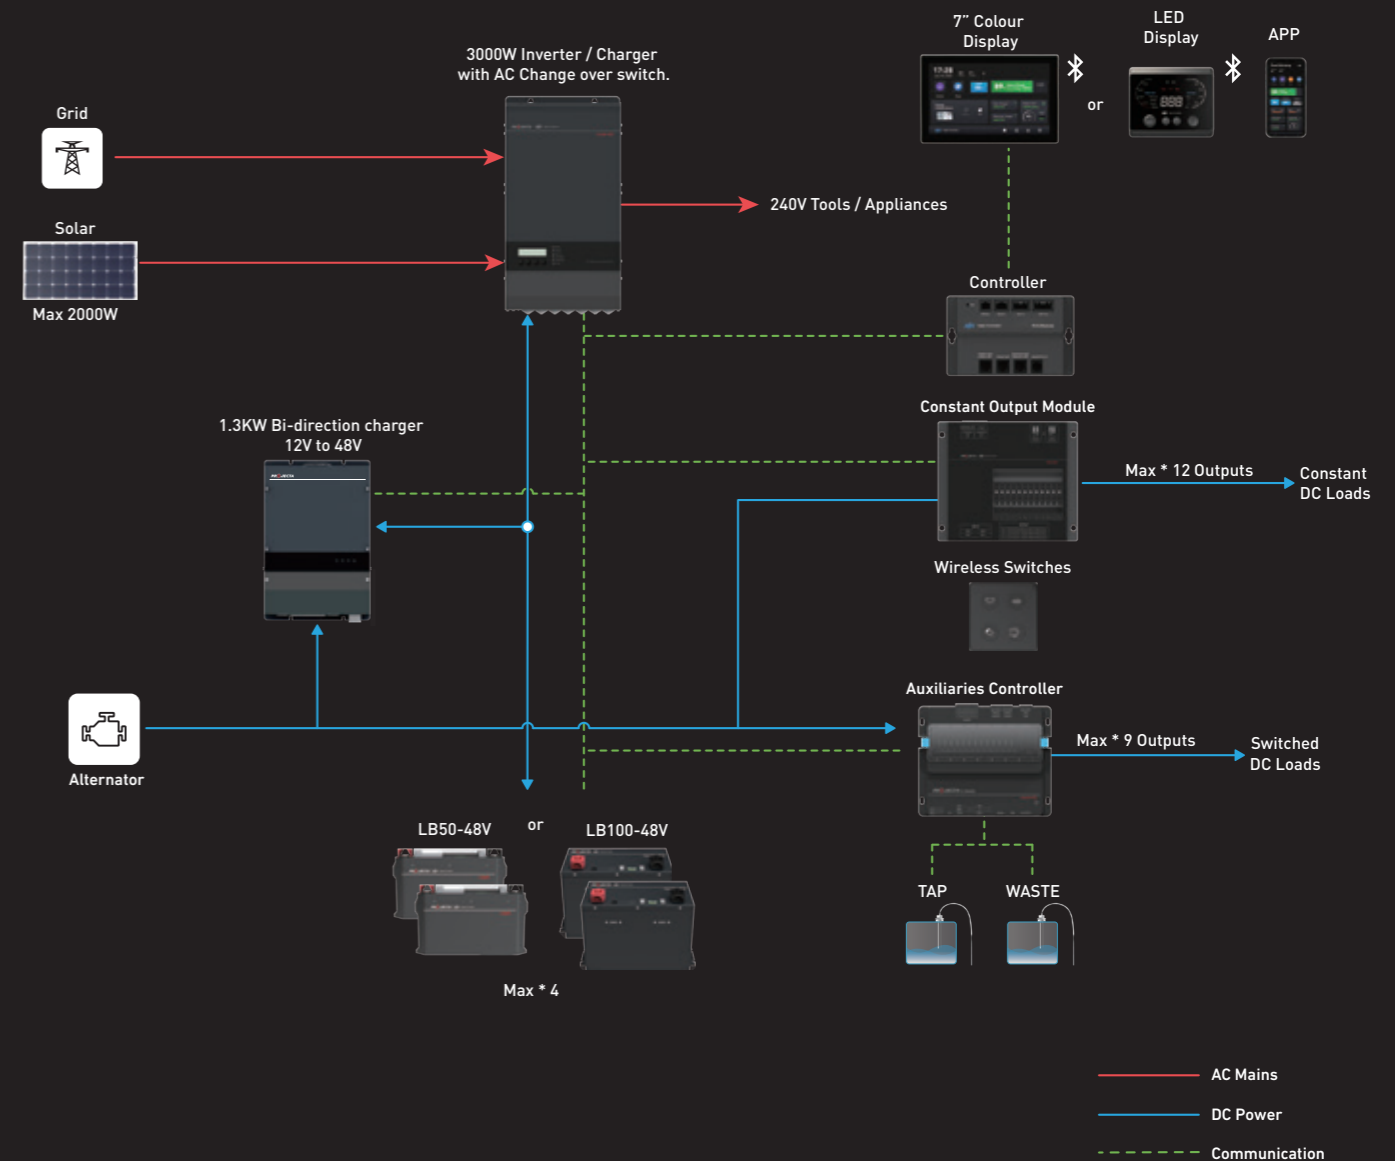 7” Colour
Display
LED
Display
APP
or
3000W Inverter / Charger
with AC Change over switch.
Grid
Solar
Max 2000W
240V Tools / Appliances
Controller
1.3KW Bi-direction charger
12V to 48V
Constant Output Module
Max * 12 Outputs
Constant
DC Loads
Wireless Switches
Auxiliaries Controller
Max * 9 Outputs
Switched
DC Loads
Alternator
LB50-48V
or
LB100-48V
Max * 4
TAP
WASTE
AC Mains
DC Power
Communication